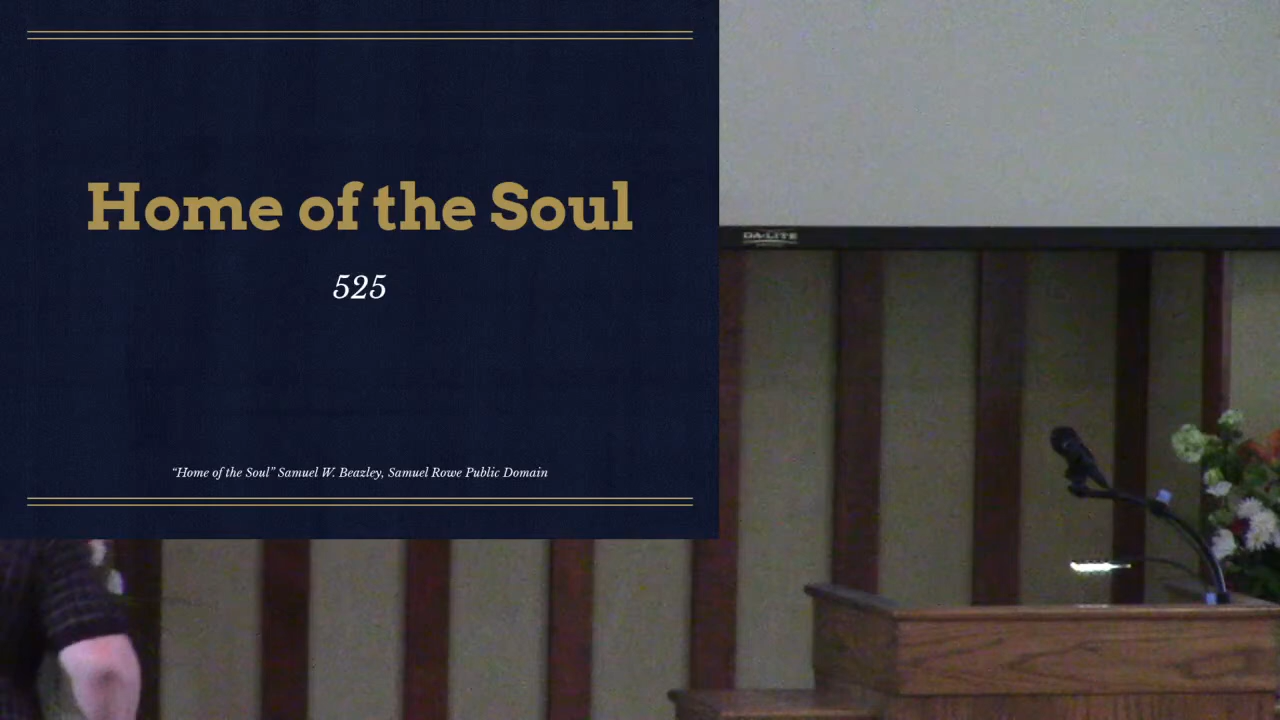 Home of the Soul
525
“Home of the Soul” Samuel W. Beazley, Samuel Rowe Public Domain
DA-LITE